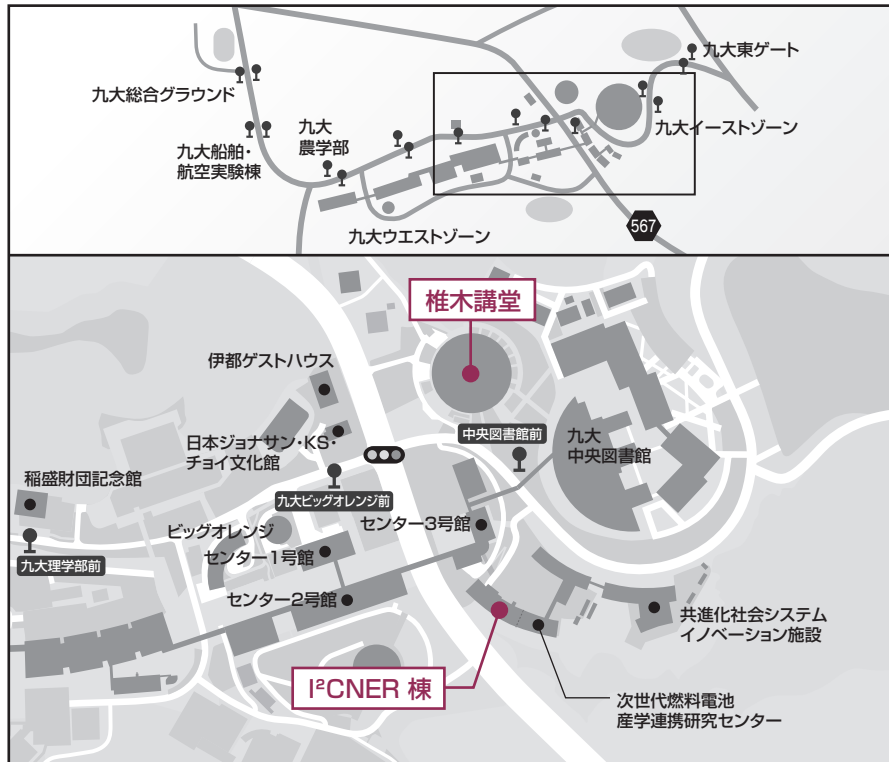 九大東ゲート
九大総合グラウンド
九大イーストゾーン
九大
農学部
九大船舶・
航空実験棟
九大ウエストゾーン
567
椎木講堂
伊都ゲストハウス
日本ジョナサン・KS・
チョイ文化館
中央図書館前
九大
中央図書館
稲盛財団記念館
九大ビッグオレンジ前
ビッグオレンジ
センター3号館
センター1号館
九大理学部前
センター2号館
共進化社会システム
イノベーション施設
I²CNER 棟
次世代燃料電池
産学連携研究センター